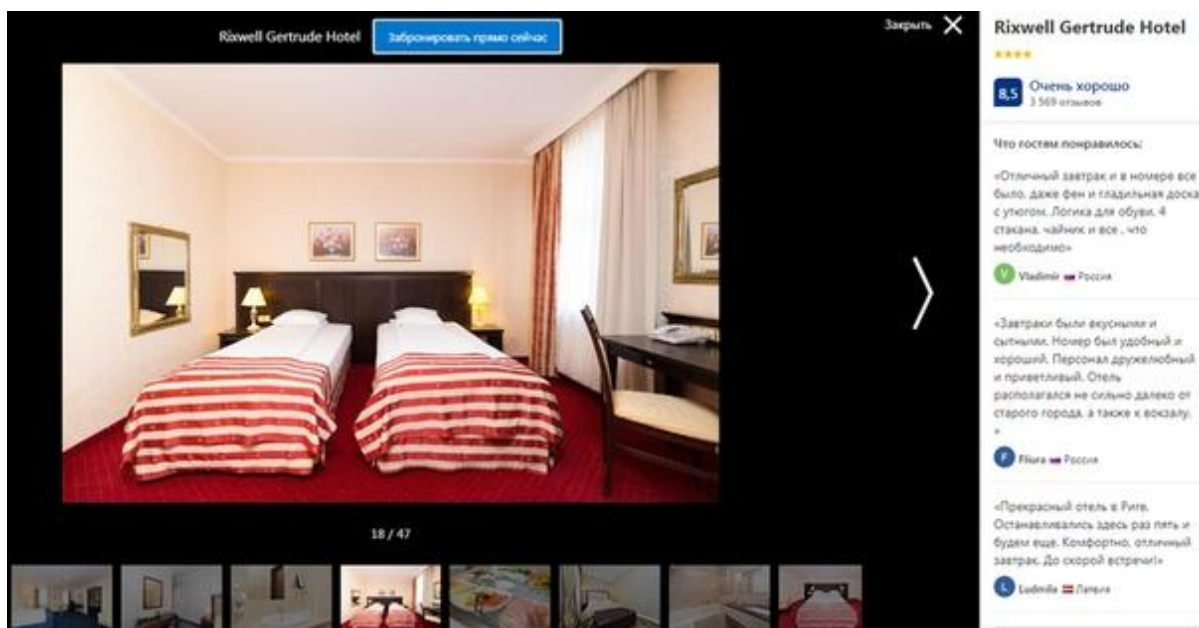 Rixwell Gertrude Hotel
Забронировать прямо сейчас
Закрыть
18 / 47
Rixwell Gertrude Hotel
8,5
Очень хорошо
3 569 отзывов
Что гостям понравилось:
«Отличный завтрак и в номере все
было, даже фен и гладильная доска
с утюгом. Логика для обуви. 4
стакана, чайник и все , что
необходимо»
V Vladimir Россия
«Завтраки были вкусными и
сытными. Номер был удобный и
хороший. Персонал дружелюбный
и приветливый. Отель
располагался не сильно далеко от
старого города, а также к вокзалу.
»
F Fliura Россия
«Прекрасный отель в Риге.
Останавливались здесь раз пять и
будем еще. Комфортно, отличный
завтрак. До скорой встречи!»
L Ludmila Латвия